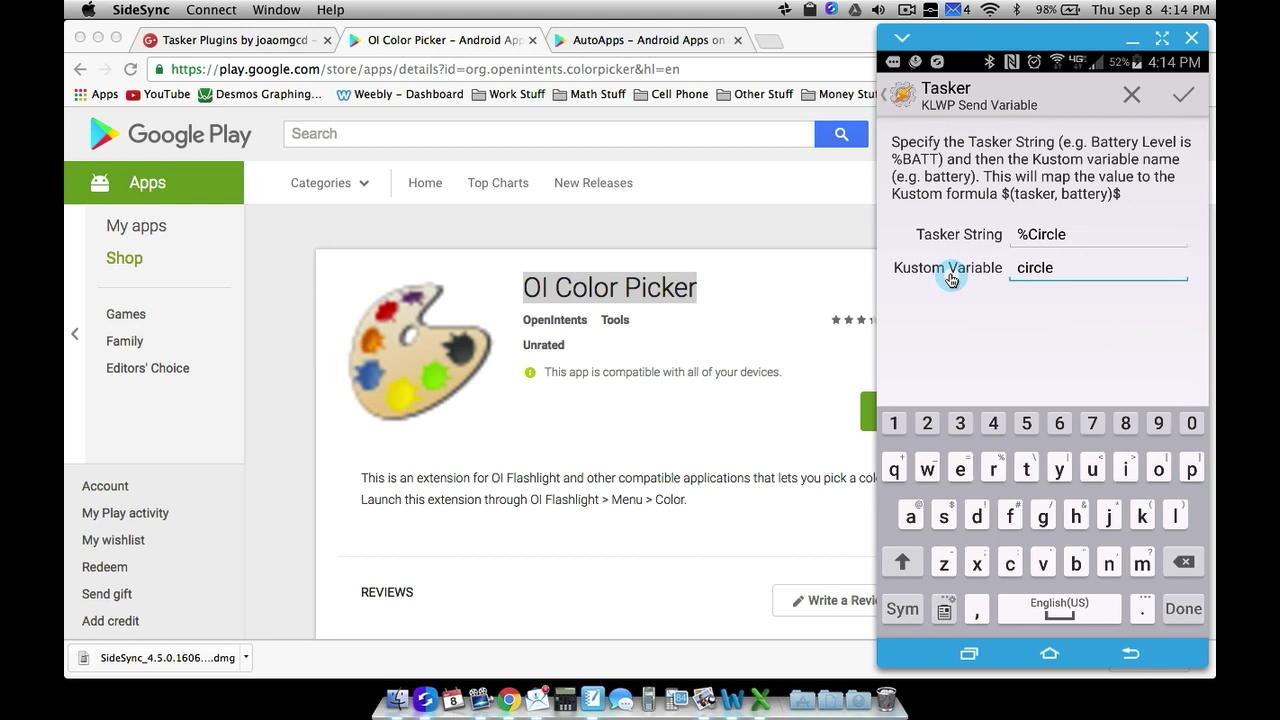 SideSync Connect Window Help 4 98% Thu Sep 8 4:14 PM
Tasker Plugins by joaomgcd × OI Color Picker - Android App × AutoApps - Android Apps on ×
https://play.google.com/store/apps/details?id=org.openintents.colorpicker&hl=en
Apps YouTube Desmos Graphing... Weebly - Dashboard Work Stuff Math Stuff Cell Phone Other Stuff Money Stu
Google Play
Search
Apps
Categories Home Top Charts New Releases
My apps
Shop
Games
Family
Editors' Choice
Account
My Play activity
My wishlist
Redeem
Send gift
Add credit
OI Color Picker
OpenIntents Tools
Unrated
This app is compatible with all of your devices.
This is an extension for OI Flashlight and other compatible applications that lets you pick a colo
Launch this extension through OI Flashlight > Menu > Color.
REVIEWS
Write a Revi
SideSync_4.5.0.1606....dmg
4G 52% 4:14 PM
Tasker
KLWP Send Variable
Specify the Tasker String (e.g. Battery Level is
%BATT) and then the Kustom variable name
(e.g. battery). This will map the value to the
Kustom formula $(tasker, battery)$
Tasker String %Circle
Kustom Variable circle
1 2 3 4 5 6 7 8 9 0
q w e r t y u i o p
a s d f g h j k l
z x c v b n m
Sym , English(US) . Done